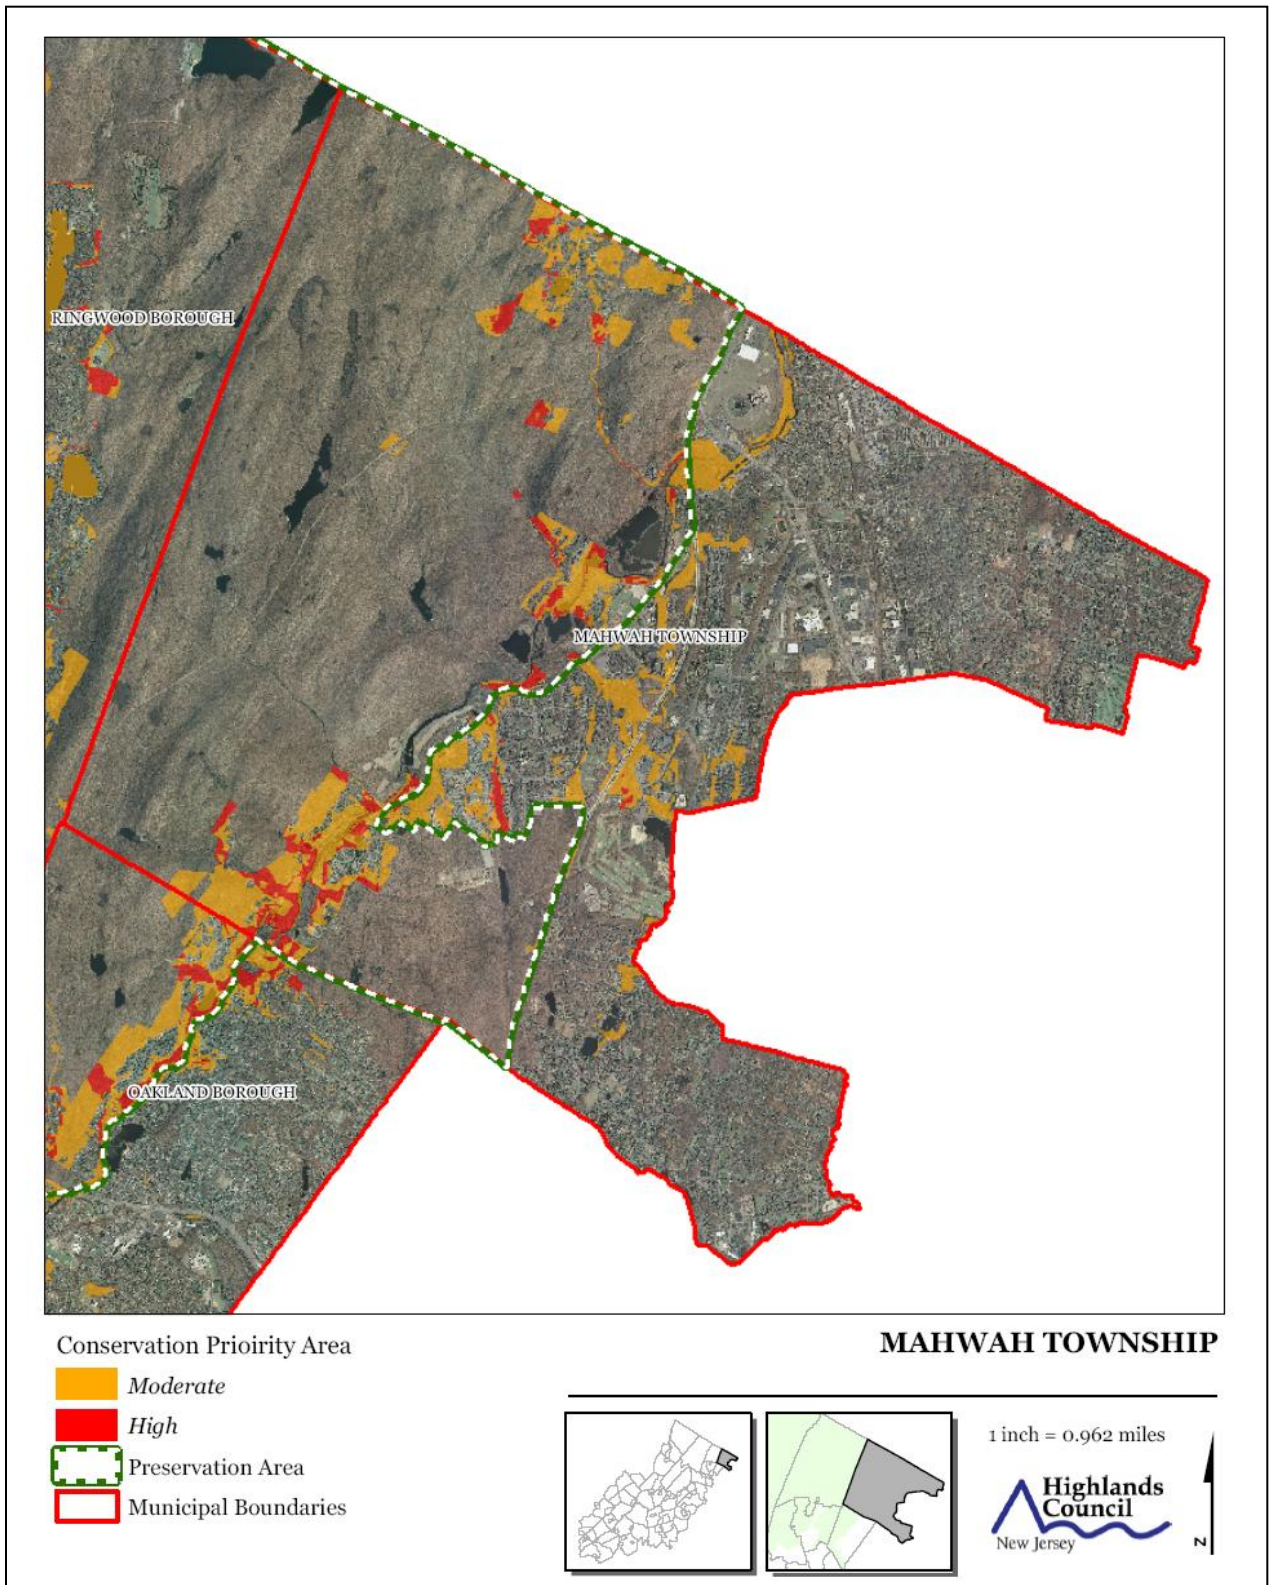 RINGWOOD BOROUGH
MAHWAH TOWNSHIP
OAKLAND BOROUGH
Conservation Prioirity Area
Moderate
High
Preservation Area
Municipal Boundaries
MAHWAH TOWNSHIP
1 inch = 0.962 miles
Highlands
Council
New Jersey
N